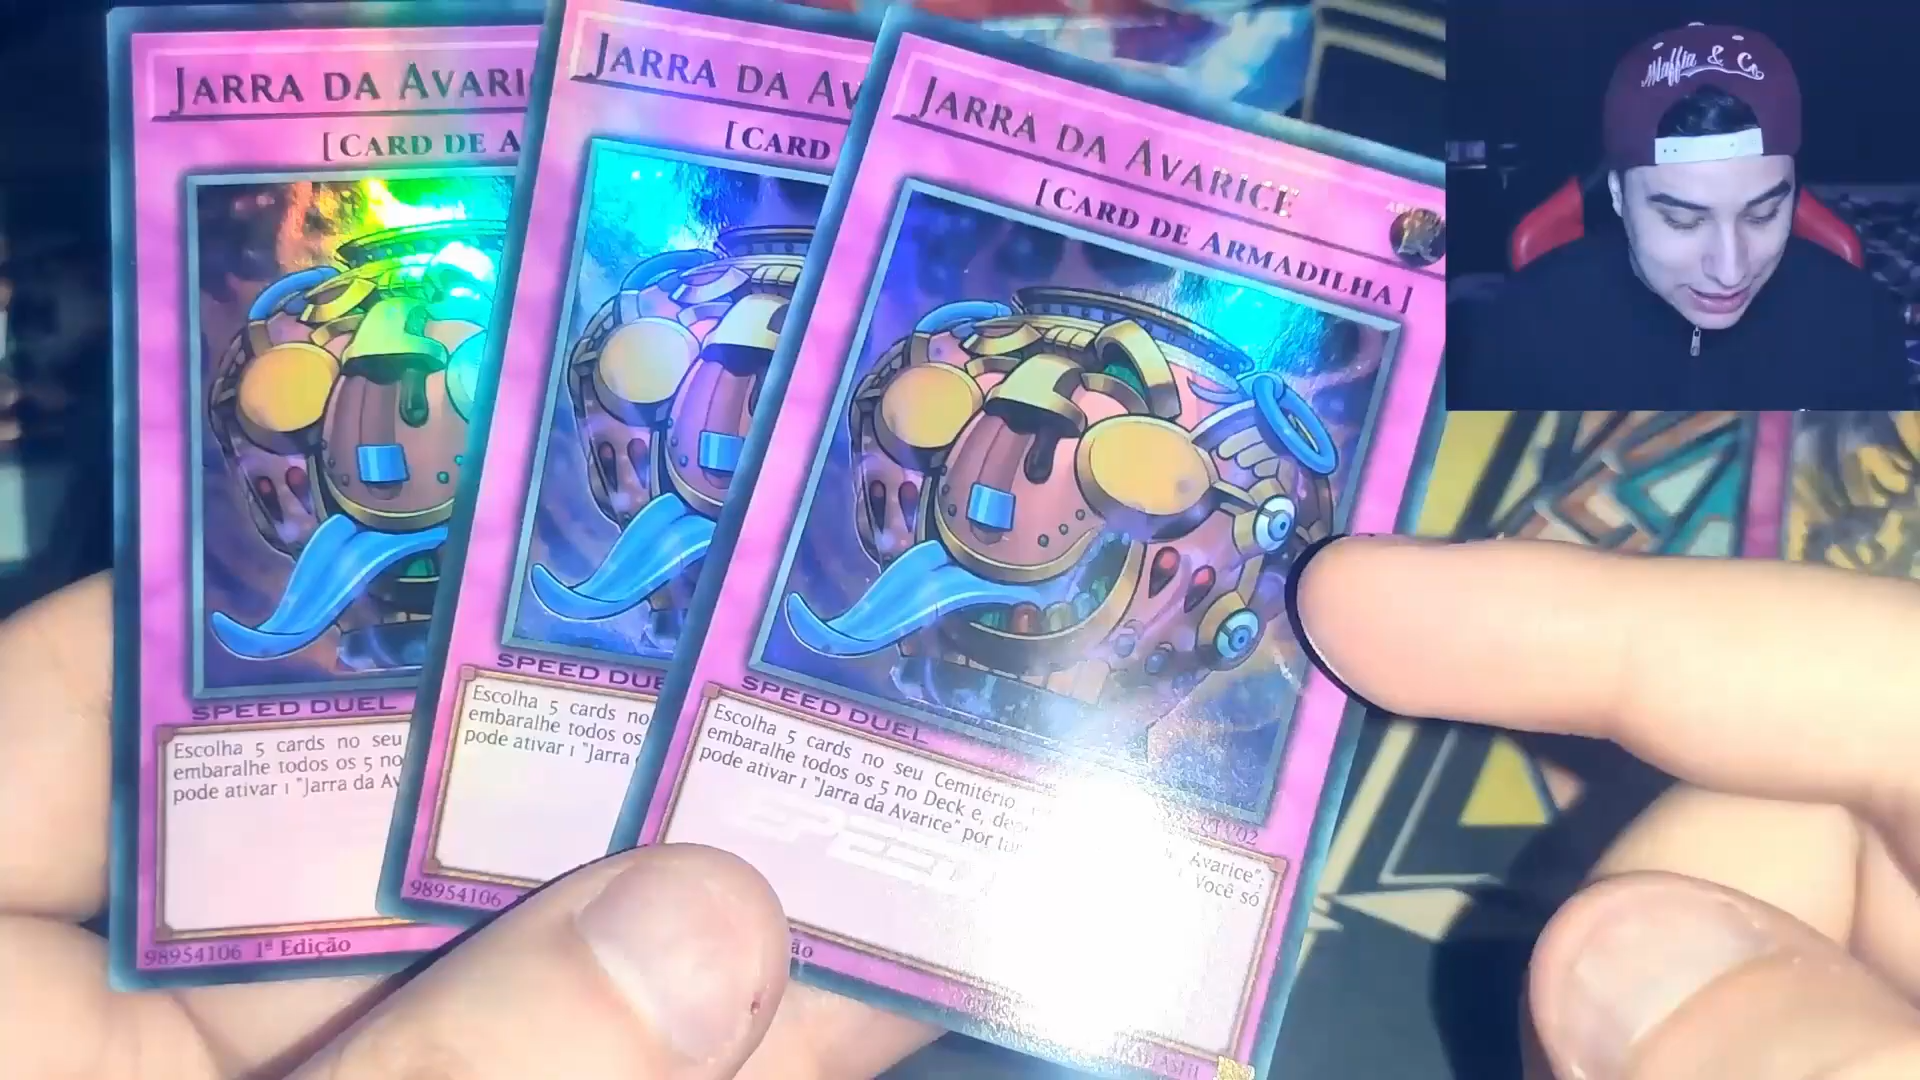 JARRA DA AVARI
[CARD DE A
SPEED DUEL
Escolha 5 cards no seu
embaralhe todos os 5 no
pode ativar 1 "Jarra da Av
98954106 1ª Edição
JARRA DA AV
[CARD
SPEED DUE
Escolha 5 cards no
embaralhe todos os
pode ativar 1 "Jarra
98954106
JARRA DA AVARICE
[CARD DE ARMADILHA]
SPEED DUEL
Escolha 5 cards no seu Cemitério
embaralhe todos os 5 no Deck e, Avarice";
pode ativar 1 "Jarra da Avarice" por Você só
ão
Maffia & Co